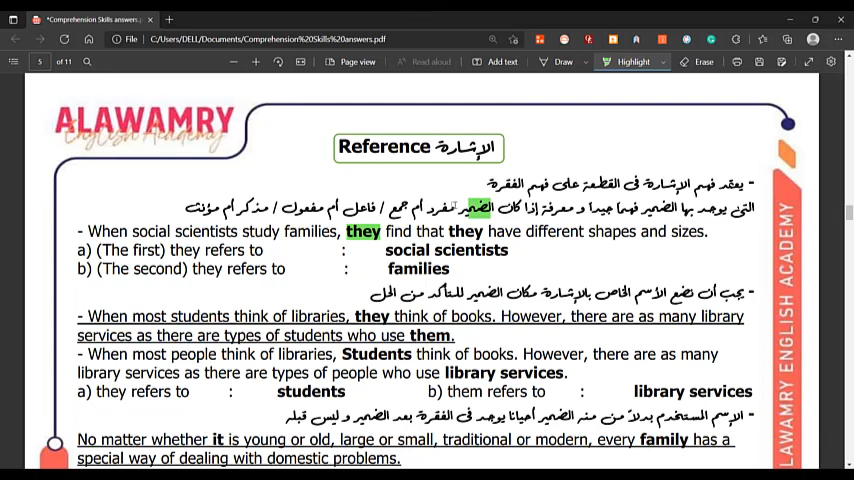 *Comprehension Skills answers.p
File
C:/Users/DELL/Documents/Comprehension%20Skills%20answers.pdf
5 of 11
Page view
Read aloud
Add text
Draw
Highlight
Erase
ALAWAMRY
English Academy
Reference الإشارة
- يعتمد فهم الإشارة فى القطعة على فهم الفقرة
التى يوجد بها الضمير فهما جيداً و معرفة إذا كان الضمير مفرد أم جمع / فاعل أم مفعول / مذكر أم مؤنث
- When social scientists study families, they find that they have different shapes and sizes.
a) (The first) they refers to : social scientists
b) (The second) they refers to : families
- يجب أن نضع الأسم الخاص بالإشارة مكان الضمير للتأكد من الحل
- When most students think of libraries, they think of books. However, there are as many library
services as there are types of students who use them.
- When most people think of libraries, Students think of books. However, there are as many
library services as there are types of people who use library services.
a) they refers to : students b) them refers to : library services
- الإسم المستخدم بدلاً من منه الضمير أحيانا يوجد فى الفقرة بعد الضمير و ليس قبله
No matter whether it is young or old, large or small, traditional or modern, every family has a
special way of dealing with domestic problems.
ALAWAMRY ENGLISH ACADEMY